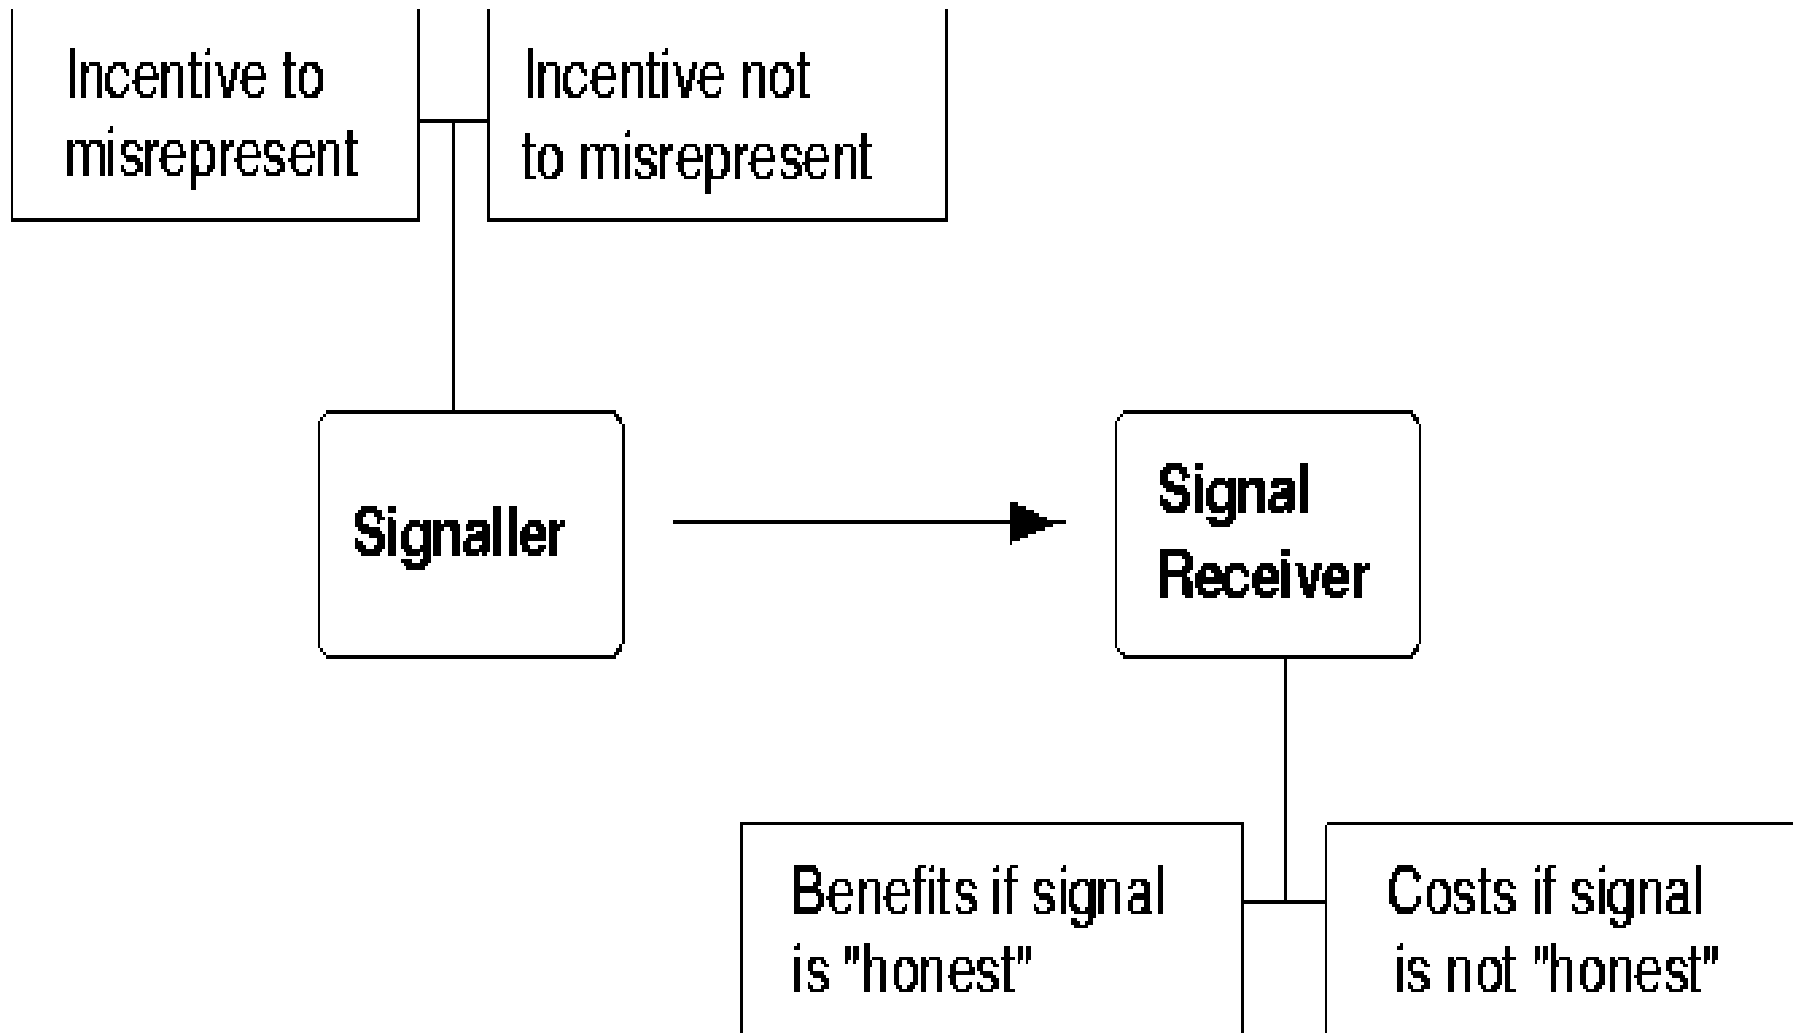 Incentive to
misrepresent
Incentive not
to misrepresent
Signaller
Signal
Receiver
Benefits if signal
is "honest"
Costs if signal
is not "honest"